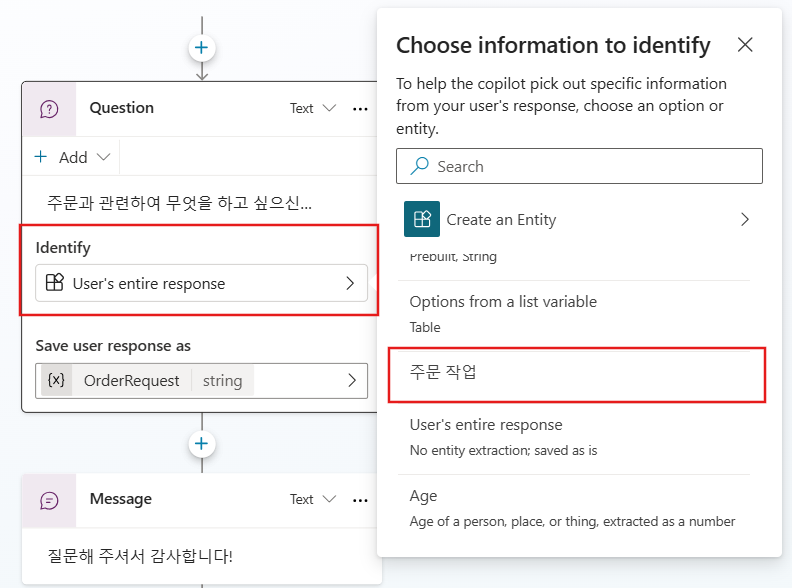 Question
Text
Add
주문과 관련하여 무엇을 하고 싶으신...
Identify
User's entire response
Save user response as
{x} OrderRequest string
Message
Text
질문해 주셔서 감사합니다!
Choose information to identify
To help the copilot pick out specific information
from your user's response, choose an option or
entity.
Search
Create an Entity
Prebuilt, String
Options from a list variable
Table
주문 작업
User's entire response
No entity extraction; saved as is
Age
Age of a person, place, or thing, extracted as a number